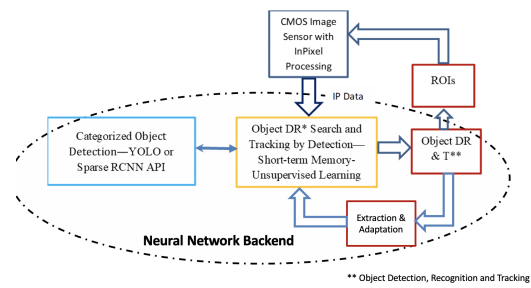 CMOS Image
Sensor with
InPixel
Processing
ROIs
IP Data
Categorized Object
Detection—YOLO or
Sparse RCNN API
Object DR* Search and
Tracking by Detection—
Short-term Memory-
Unsupervised Learning
Object DR
& T**
Extraction &
Adaptation
Neural Network Backend
** Object Detection, Recognition and Tracking